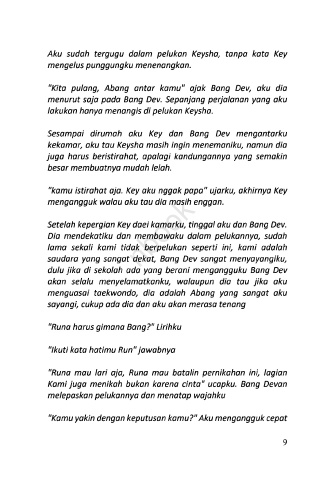 Aku sudah tergugu dalam pelukan Keysha, tanpa kata Key
mengelus punggungku menenangkan.
"Kita pulang, Abang antar kamu" ajak Bang Dev, aku dia
menurut saja pada Bang Dev. Sepanjang perjalanan yang aku
lakukan hanya menangis di pelukan Keysha.
Sesampai dirumah aku Key dan Bang Dev mengantarku
kekamar, aku tau Keysha masih ingin menemaniku, namun dia
juga harus beristirahat, apalagi kandungannya yang semakin
besar membuatnya mudah lelah.
"kamu istirahat aja. Key aku nggak papa" ujarku, akhirnya Key
mengangguk walau aku tau dia masih enggan.
Setelah kepergian Key daei kamarku, tinggal aku dan Bang Dev.
Dia mendekatiku dan membawaku dalam pelukannya, sudah
lama sekali kami tidak berpelukan seperti ini, kami adalah
saudara yang sangat dekat, Bang Dev sangat menyayangiku,
dulu jika di sekolah ada yang berani mengangguku Bang Dev
akan selalu menyelamatkanku, walaupun dia tau jika aku
menguasai taekwondo, dia adalah Abang yang sangat aku
sayangi, cukup ada dia dan aku akan merasa tenang
"Runa harus gimana Bang?" Lirihku
"Ikuti kata hatimu Run" jawabnya
"Runa mau lari aja, Runa mau batalin pernikahan ini, lagian
Kami juga menikah bukan karena cinta" ucapku. Bang Devan
melepaskan pelukannya dan menatap wajahku
"Kamu yakin dengan keputusan kamu?" Aku mengangguk cepat
9